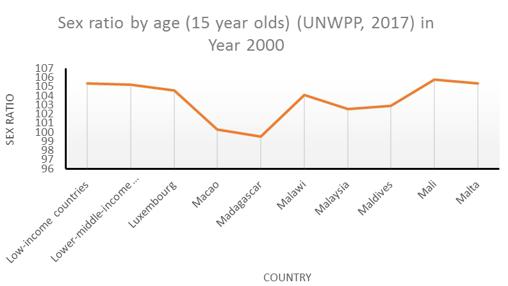 Sex ratio by age (15 year olds) (UNWPP, 2017) in
Year 2000
107
106
105
104
103
102
101
100
99
98
97
96
SEX RATIO
Low-income countries
Lower-middle-income...
Luxembourg
Macao
Madagascar
Malawi
Malaysia
Maldives
Mali
Malta
COUNTRY